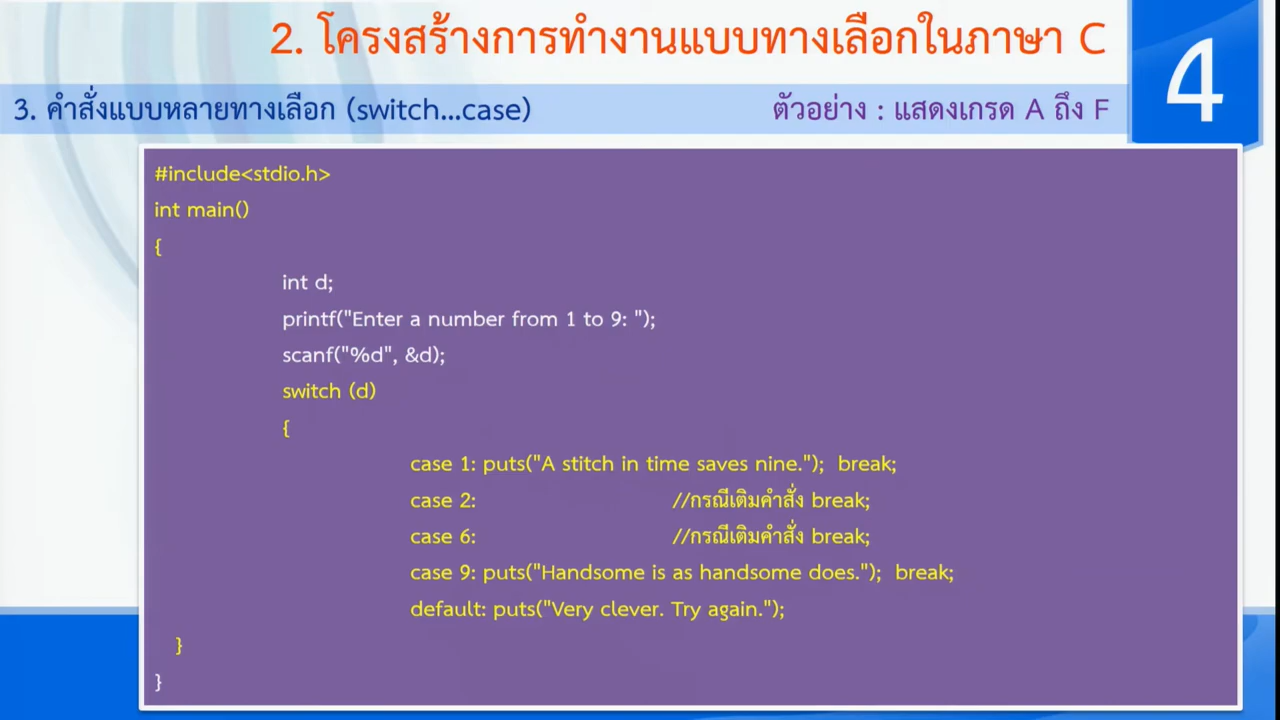 2. โครงสร้างการทำงานแบบทางเลือกในภาษา C
4
3. คำสั่งแบบหลายทางเลือก (switch...case)
ตัวอย่าง : แสดงเกรด A ถึง F
#include<stdio.h>
int main()
{
int d;
printf("Enter a number from 1 to 9: ");
scanf("%d", &d);
switch (d)
{
case 1: puts("A stitch in time saves nine."); break;
case 2: //กรณีเติมคำสั่ง break;
case 6: //กรณีเติมคำสั่ง break;
case 9: puts("Handsome is as handsome does."); break;
default: puts("Very clever. Try again.");
}
}